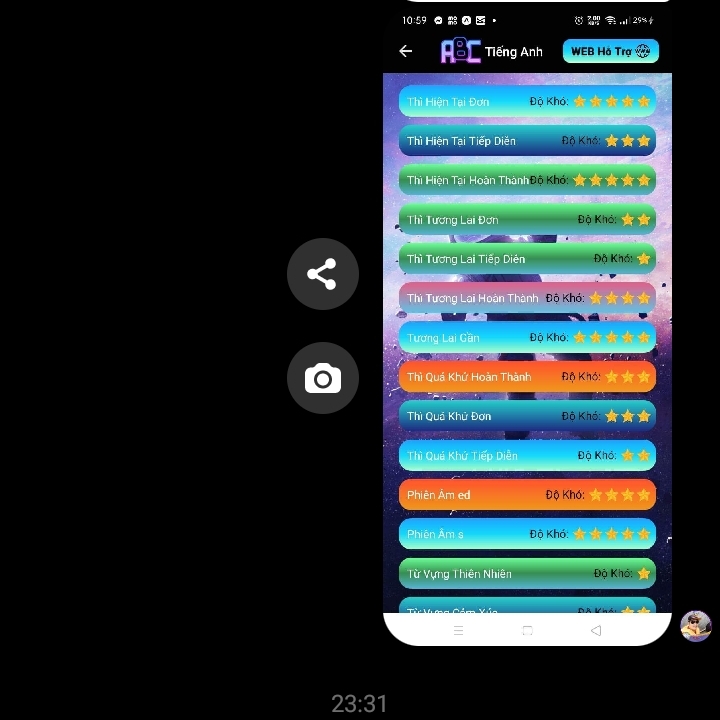 10:59
7,00 KB/S
29%
ABC Tiếng Anh
WEB Hỗ Trợ
Thì Hiện Tại Đơn Độ Khó:
Thì Hiện Tại Tiếp Diễn Độ Khó:
Thì Hiện Tại Hoàn Thành Độ Khó:
Thì Tương Lai Đơn Độ Khó:
Thì Tương Lai Tiếp Diễn Độ Khó:
Thì Tương Lai Hoàn Thành Độ Khó:
Tương Lai Gần Độ Khó:
Thì Quá Khứ Hoàn Thành Độ Khó:
Thì Quá Khứ Đơn Độ Khó:
Thì Quá Khứ Tiếp Diễn Độ Khó:
Phiên Âm ed Độ Khó:
Phiên Âm s Độ Khó:
Từ Vựng Thiên Nhiên Độ Khó:
Từ Vựng Cảm Xúc Độ Khó:
23:31